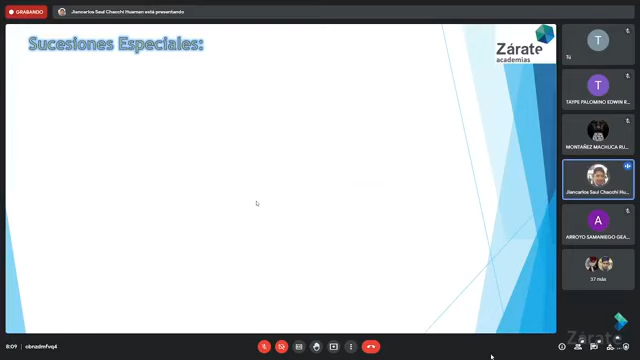 GRABANDO
Jiancarlos Saul Chacchi Huaman está presentando
Sucesiones Especiales:
Zárate
academias
T
Tú
T
TAYPE PALOMINO EDWIN R...
MONTAÑEZ MACHUCA RU...
Jiancarlos Saul Chacchi Hu...
A
ARROYO SAMANIEGO GEA...
37 más
8:09
cbnazdmfvq4
Zárate